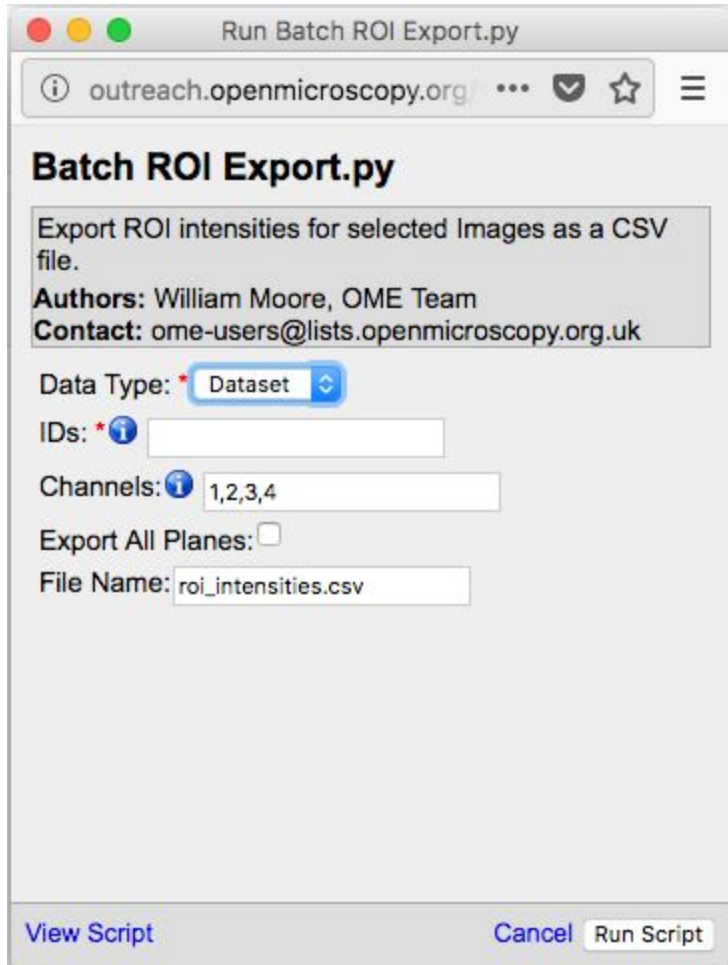 Run Batch ROI Export.py
outreach.openmicroscopy.org/
Batch ROI Export.py
Export ROI intensities for selected Images as a CSV
file.
Authors: William Moore, OME Team
Contact: ome-users@lists.openmicroscopy.org.uk
Data Type: * Dataset
IDs: *
Channels: 1,2,3,4
Export All Planes:
File Name: roi_intensities.csv
View Script Cancel Run Script